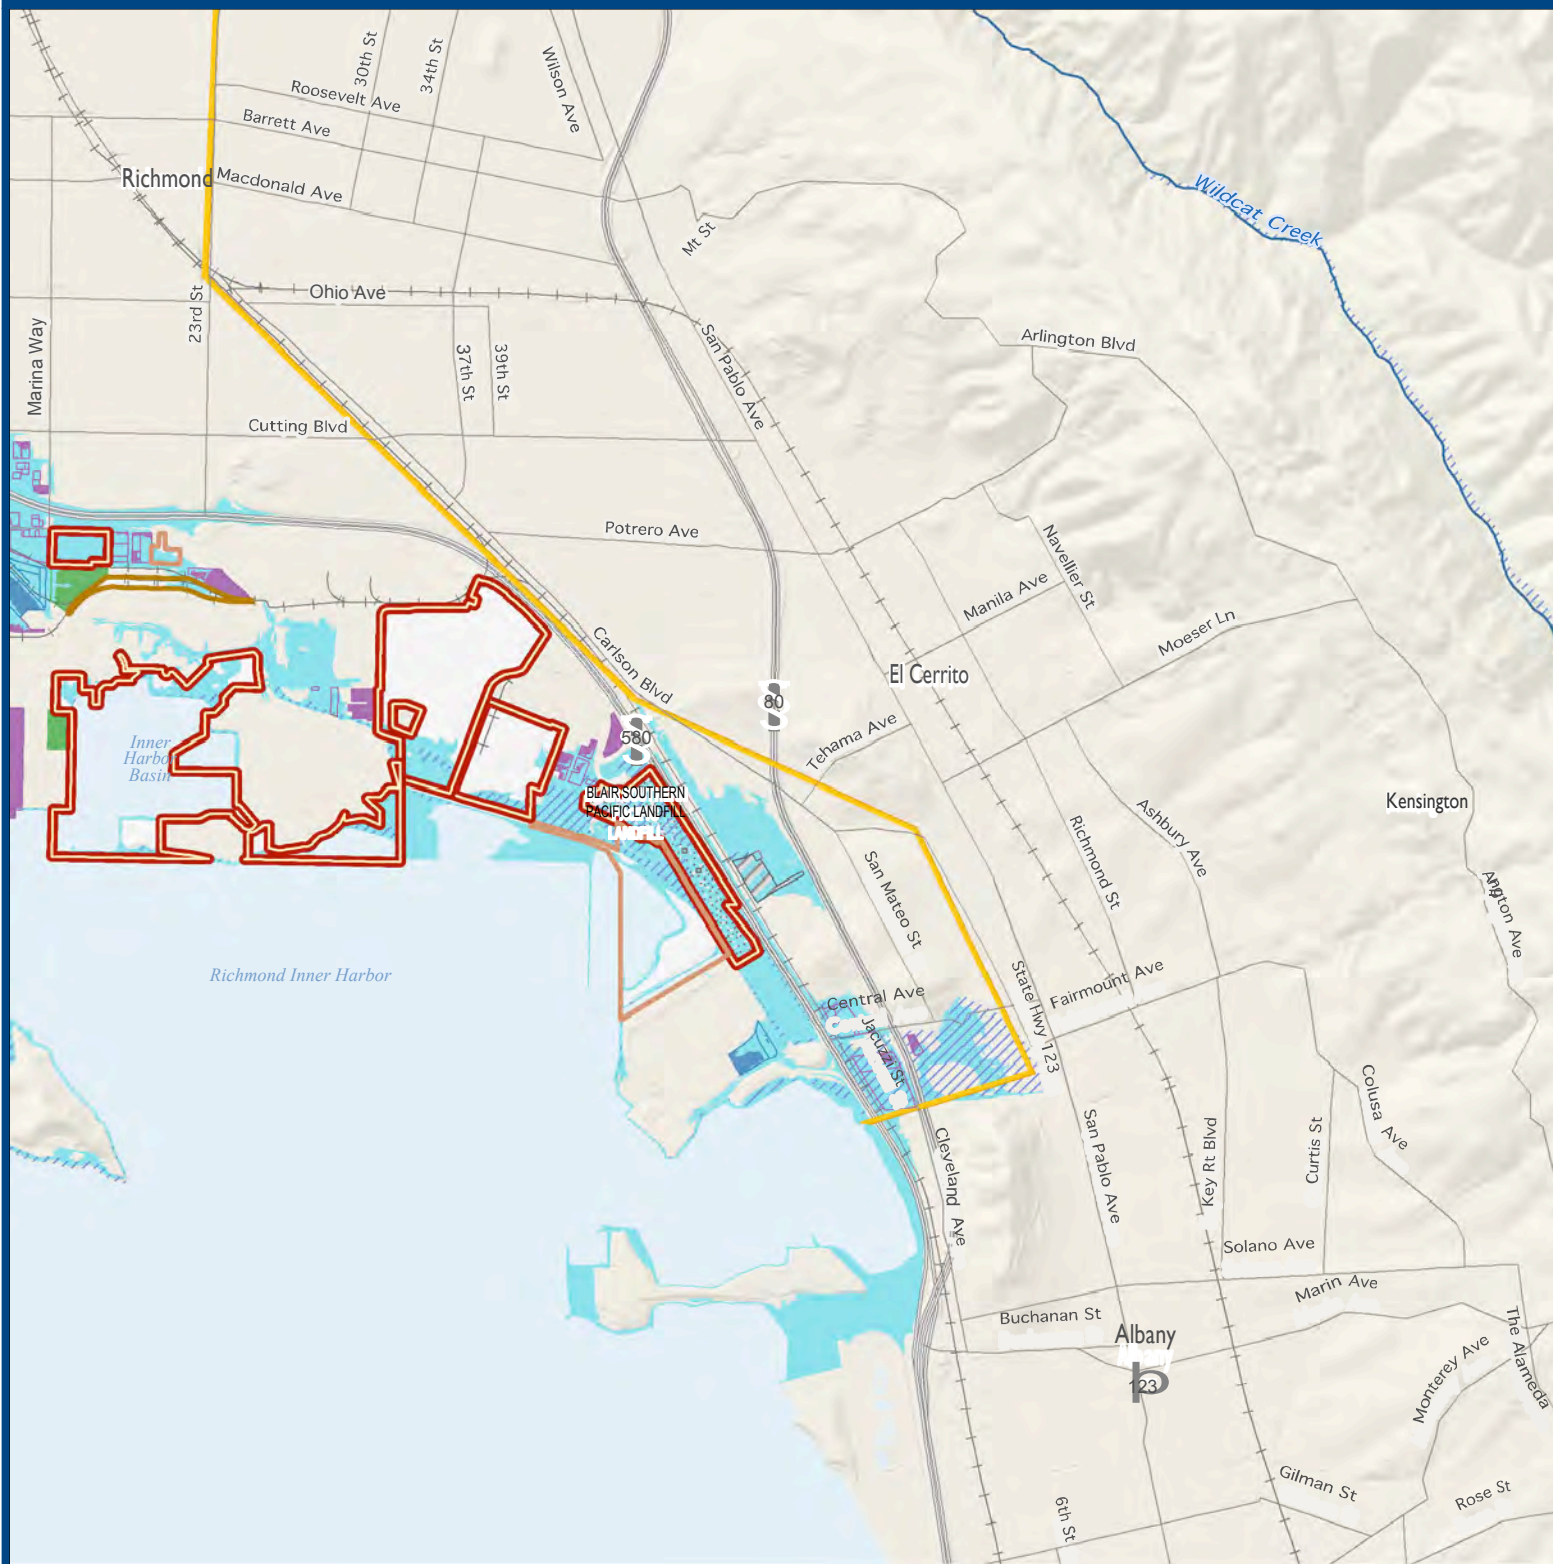 30th St
34th St
Wilson Ave
Roosevelt Ave
Barrett Ave
Richmond
Macdonald Ave
Wildcat Creek
Mt St
23rd St
Ohio Ave
Marina Way
37th St
39th St
San Pablo Ave
Arlington Blvd
Cutting Blvd
Potrero Ave
Navellier St
Manila Ave
Moeser Ln
Carlson Blvd
El Cerrito
80
580
Tehama Ave
Inner
Harbor
Basin
BLAIR SOUTHERN
PACIFIC LANDFILL
LANDFILL
Kensington
Ashbury Ave
Richmond St
San Mateo St
Richmond Inner Harbor
State Hwy 123
Fairmount Ave
Central Ave
Jacuzzi St
Colusa Ave
Cleveland Ave
San Pablo Ave
Key Rt Blvd
Curtis St
Solano Ave
Marin Ave
Buchanan St
Albany
123
The Alameda
Monterey Ave
Gilman St
Rose St
6th St